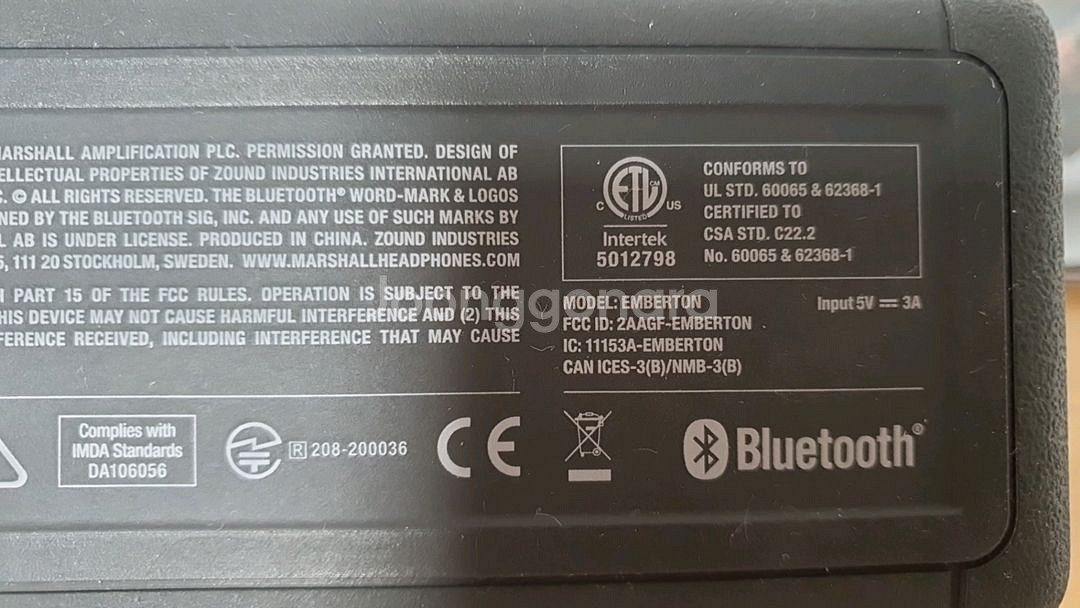 MARSHALL AMPLIFICATION PLC. PERMISSION GRANTED. DESIGN OF
ELLECTUAL PROPERTIES OF ZOUND INDUSTRIES INTERNATIONAL AB
C. © ALL RIGHTS RESERVED. THE BLUETOOTH® WORD-MARK & LOGOS
NED BY THE BLUETOOTH SIG, INC. AND ANY USE OF SUCH MARKS BY
L AB IS UNDER LICENSE. PRODUCED IN CHINA. ZOUND INDUSTRIES
5, 111 20 STOCKHOLM, SWEDEN. WWW.MARSHALLHEADPHONES.COM
H PART 15 OF THE FCC RULES. OPERATION IS SUBJECT TO THE
HIS DEVICE MAY NOT CAUSE HARMFUL INTERFERENCE AND (2) THIS
FERENCE RECEIVED, INCLUDING INTERFERENCE THAT MAY CAUSE
ETL CM
C LISTED US
Intertek
5012798
CONFORMS TO
UL STD. 60065 & 62368-1
CERTIFIED TO
CSA STD. C22.2
No. 60065 & 62368-1
MODEL: EMBERTON Input 5V ⎓ 3A
FCC ID: 2AAGF-EMBERTON
IC: 11153A-EMBERTON
CAN ICES-3(B)/NMB-3(B)
joonggonara
Complies with
IMDA Standards
DA106056
R 208-200036
CE
Bluetooth®